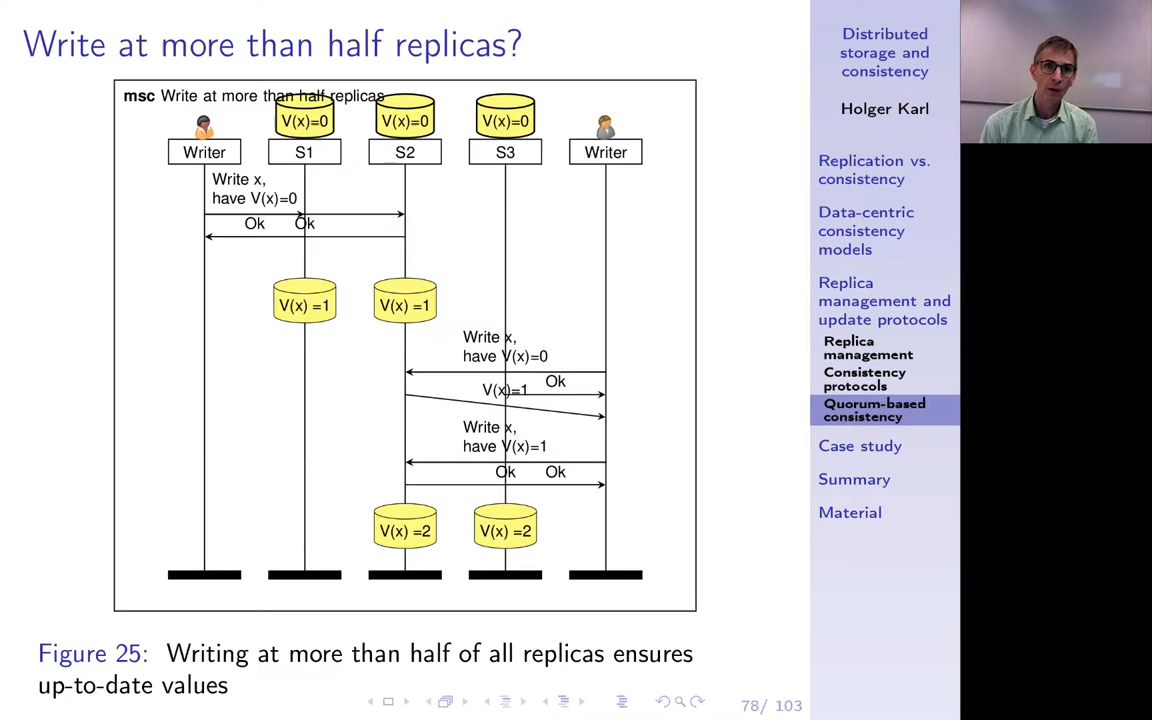 Write at more than half replicas?
msc Write at more than half replicas
V(x)=0
V(x)=0
V(x)=0
Writer
S1
S2
S3
Writer
Write x,
have V(x)=0
Ok
Ok
V(x) =1
V(x) =1
Write x,
have V(x)=0
Ok
V(x)=1
Write x,
have V(x)=1
Ok
Ok
V(x) =2
V(x) =2
Figure 25: Writing at more than half of all replicas ensures
up-to-date values
78/ 103
Distributed
storage and
consistency
Holger Karl
Replication vs.
consistency
Data-centric
consistency
models
Replica
management and
update protocols
Replica
management
Consistency
protocols
Quorum-based
consistency
Case study
Summary
Material